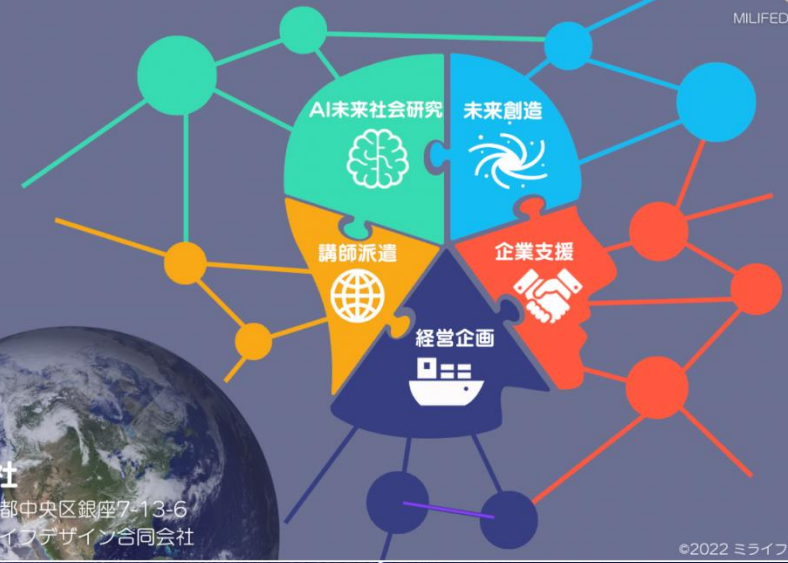 MILIFED
AI未来社会研究
未来創造
講師派遣
企業支援
経営企画
社
都中央区銀座7-13-6
イフデザイン合同会社
©2022 ミライフ